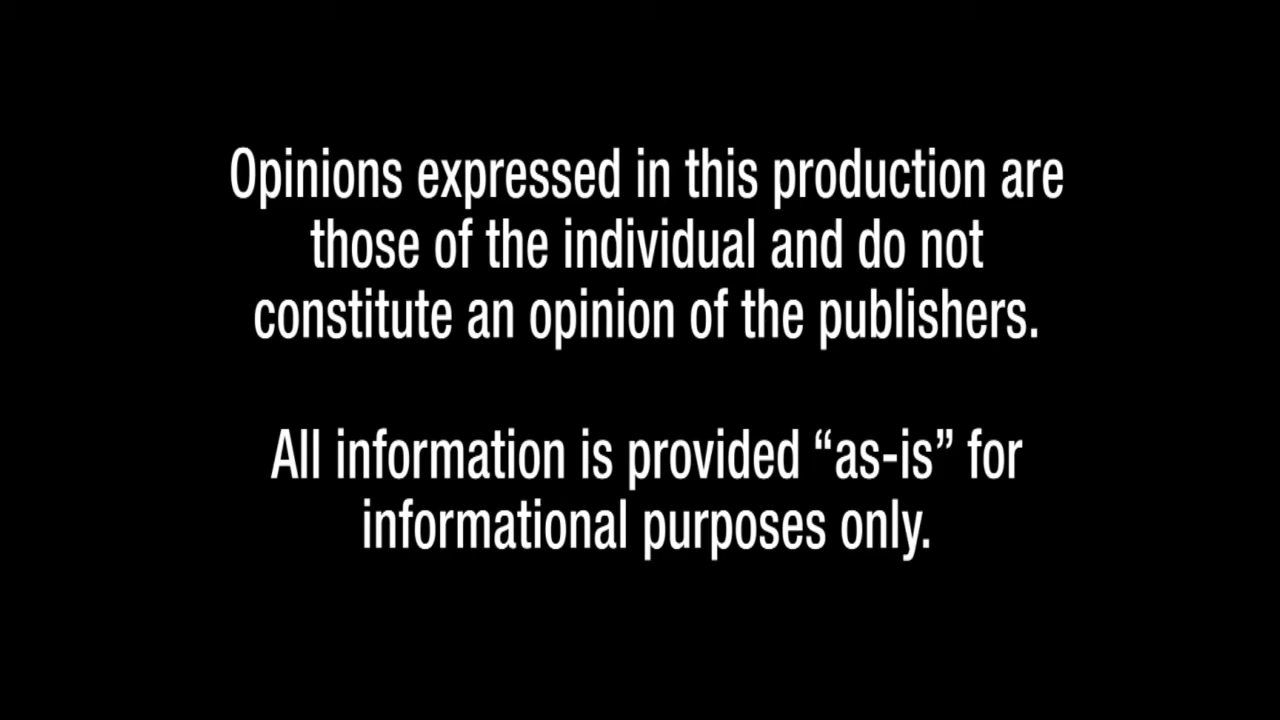 Opinions expressed in this production are
those of the individual and do not
constitute an opinion of the publishers.
All information is provided “as-is” for
informational purposes only.